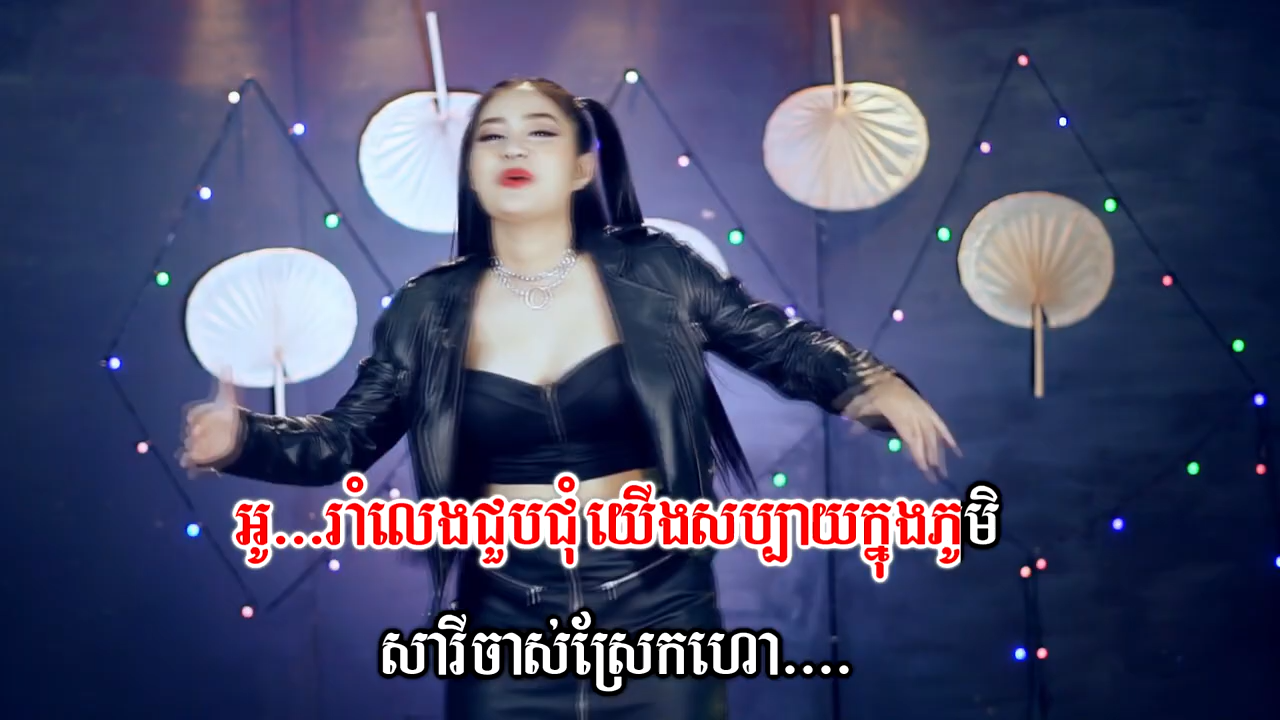 អូ...រាំលេងជួបជុំ យើងសប្បាយក្នុងភូមិ
សារីចាស់ស្រែកហោ....